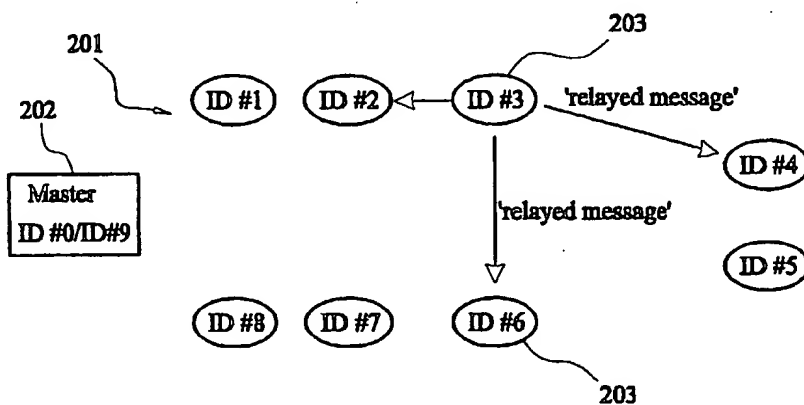 203
201
ID #1
ID #2
ID #3
'relayed message'
202
ID #4
Master
ID #0/ID#9
'relayed message'
ID #5
ID #8
ID #7
ID #6
203